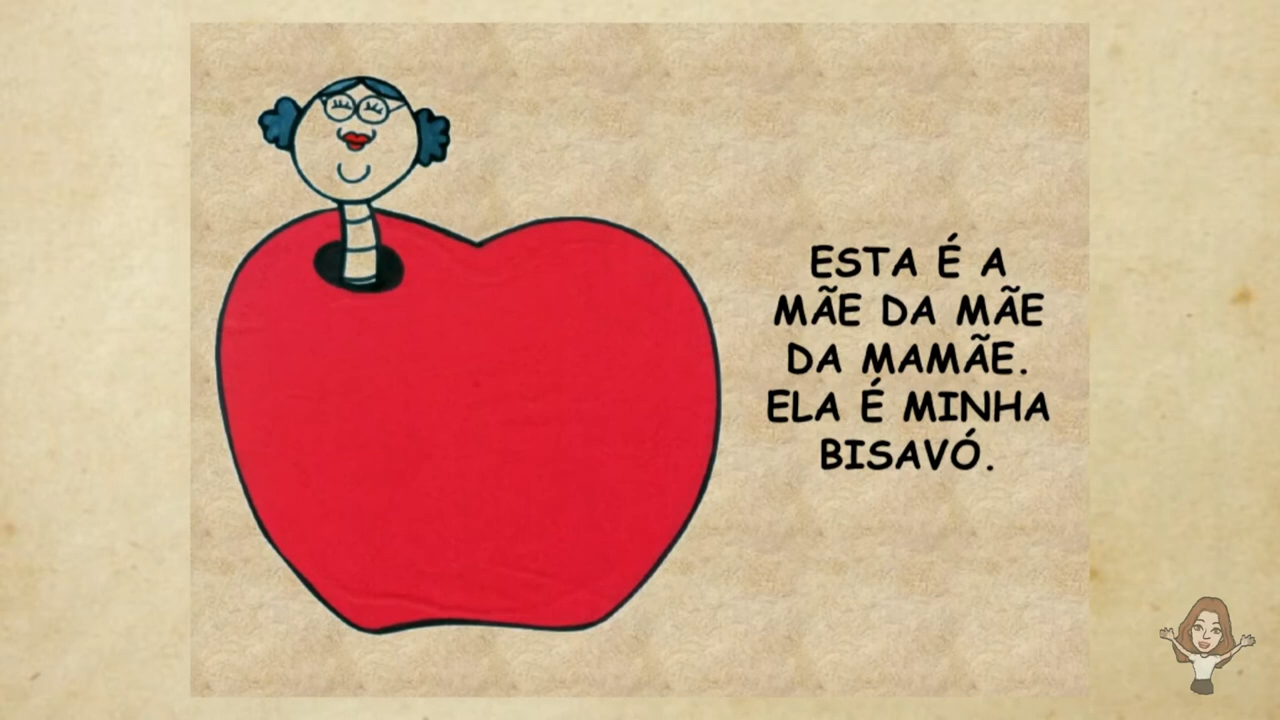 ESTA É A
MÃE DA MÃE
DA MAMÃE.
ELA É MINHA
BISAVÓ.